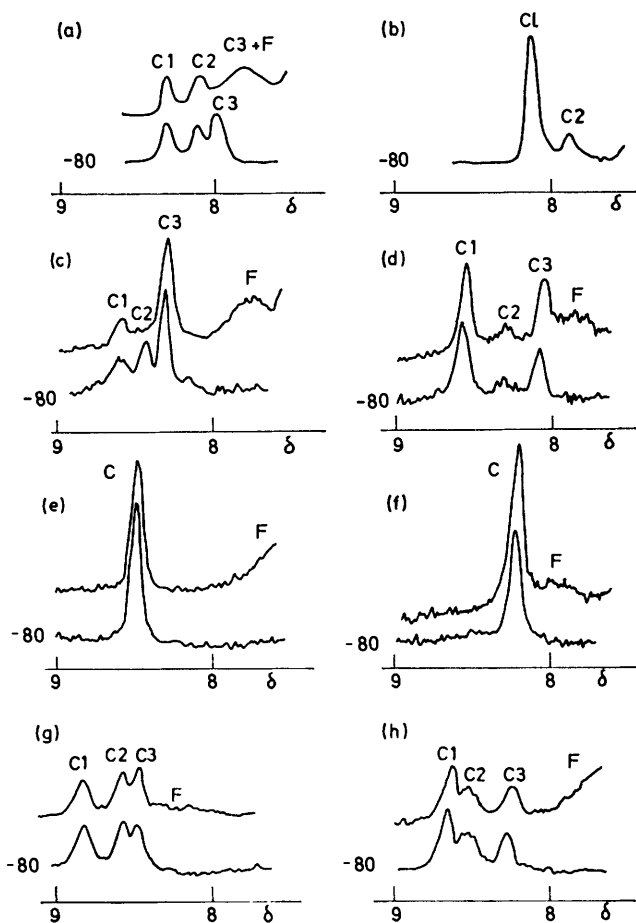 (a) C1 C2 C3+F
C3
-80
9 8 δ
(b) Cl
C2
-80
9 8 δ
(c) C1 C2 C3 F
-80
9 8 δ
(d) C1 C2 C3 F
-80
9 8 δ
(e) C F
-80
9 8 δ
(f) C F
-80
9 8 δ
(g) C1 C2 C3 F
-80
9 8 δ
(h) C1 C2 C3 F
-80
9 8 δ